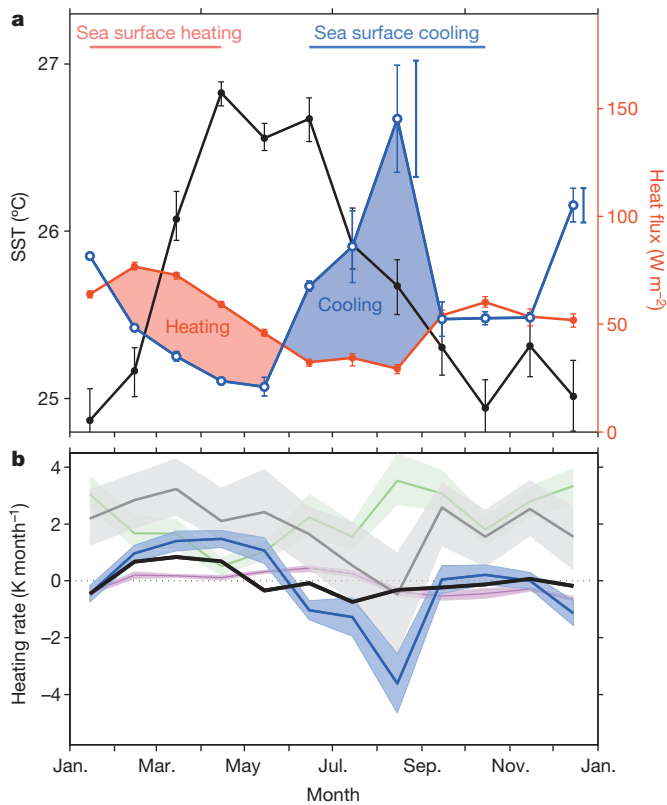 a
Sea surface heating
Sea surface cooling
27
26
25
SST (ºC)
Heating
Cooling
150
100
50
0
Heat flux (W m⁻²)
b
4
2
0
−2
−4
Heating rate (K month⁻¹)
Jan.
Mar.
May
Jul.
Sep.
Nov.
Jan.
Month